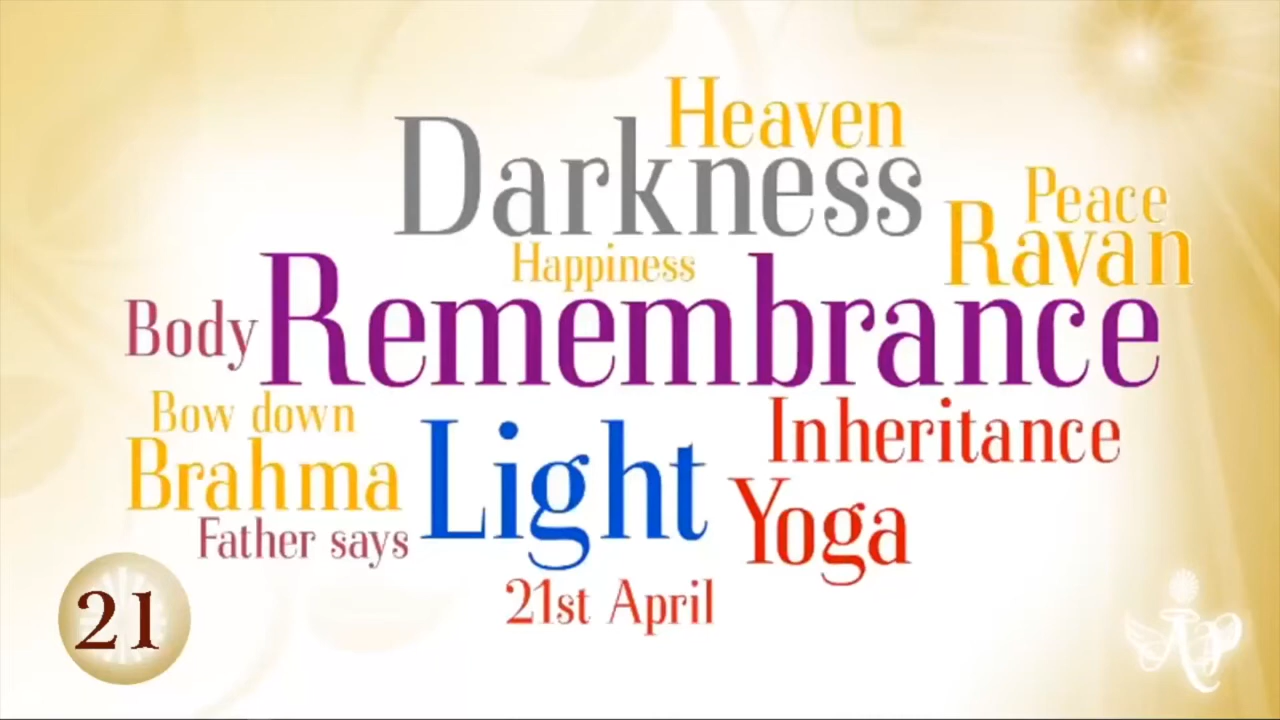 Heaven
Darkness
Peace
Ravan
Happiness
Remembrance
Body
Bow down
Inheritance
Brahma
Light
Yoga
Father says
21st April
21